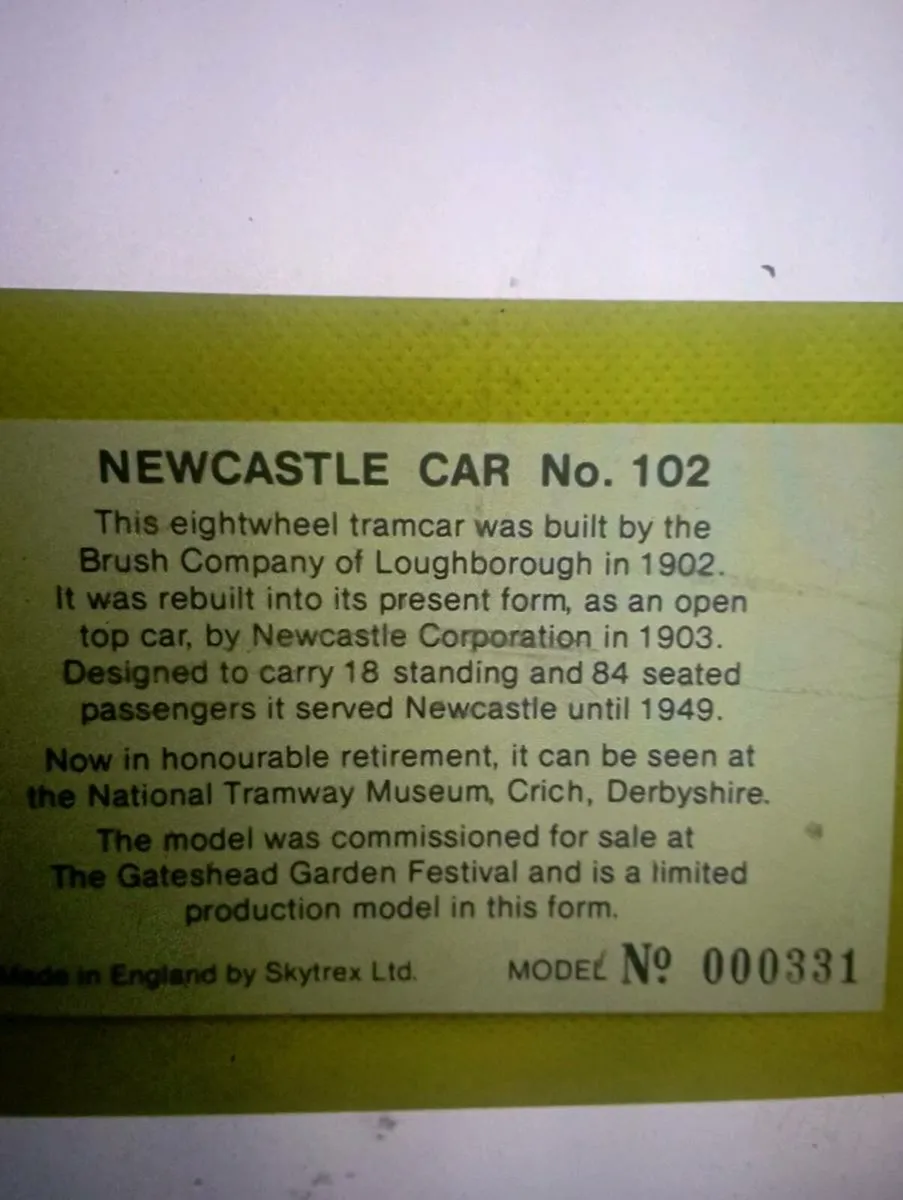 NEWCASTLE CAR No. 102
This eightwheel tramcar was built by the
Brush Company of Loughborough in 1902.
It was rebuilt into its present form, as an open
top car, by Newcastle Corporation in 1903.
Designed to carry 18 standing and 84 seated
passengers it served Newcastle until 1949.
Now in honourable retirement, it can be seen at
the National Tramway Museum, Crich, Derbyshire.
The model was commissioned for sale at
The Gateshead Garden Festival and is a limited
production model in this form.
Made in England by Skytrex Ltd. MODEL Nº 000331